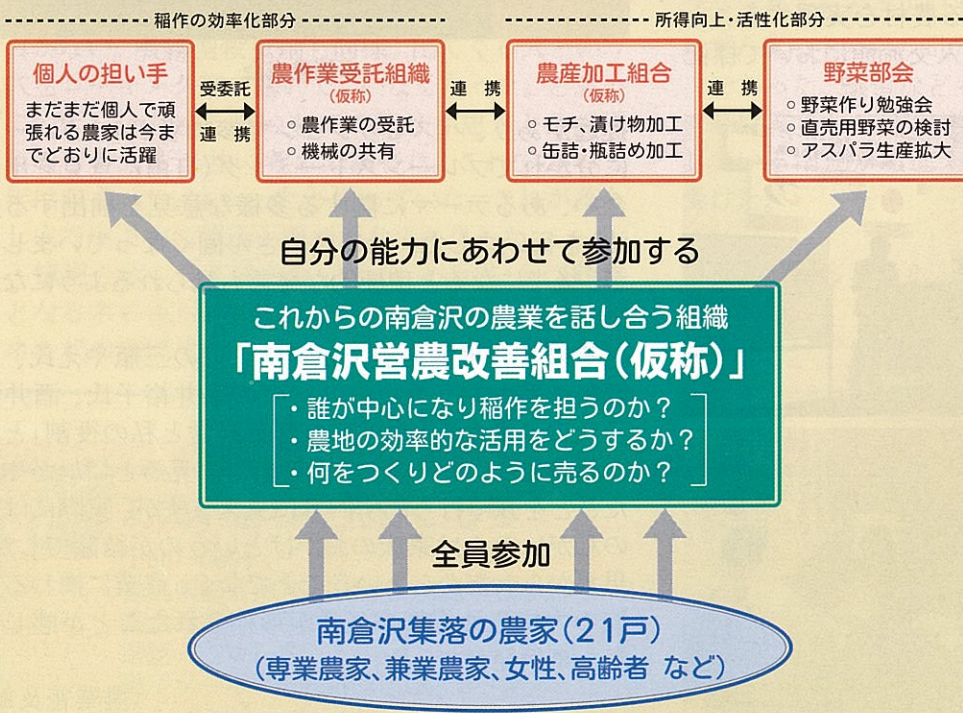 稲作の効率化部分
所得向上・活性化部分
個人の担い手
まだまだ個人で頑
張れる農家は今ま
でどおりに活躍
受委託
連 携
農作業受託組織
(仮称)
○農作業の受託
○機械の共有
連 携
農産加工組合
(仮称)
○モチ、漬け物加工
○缶詰・瓶詰め加工
連 携
野菜部会
○野菜作り勉強会
○直売用野菜の検討
○アスパラ生産拡大
自分の能力にあわせて参加する
これからの南倉沢の農業を話し合う組織
「南倉沢営農改善組合(仮称)」
・誰が中心になり稲作を担うのか?
・農地の効率的な活用をどうするか?
・何をつくりどのように売るのか?
全員参加
南倉沢集落の農家(21戸)
(専業農家、兼業農家、女性、高齢者 など)